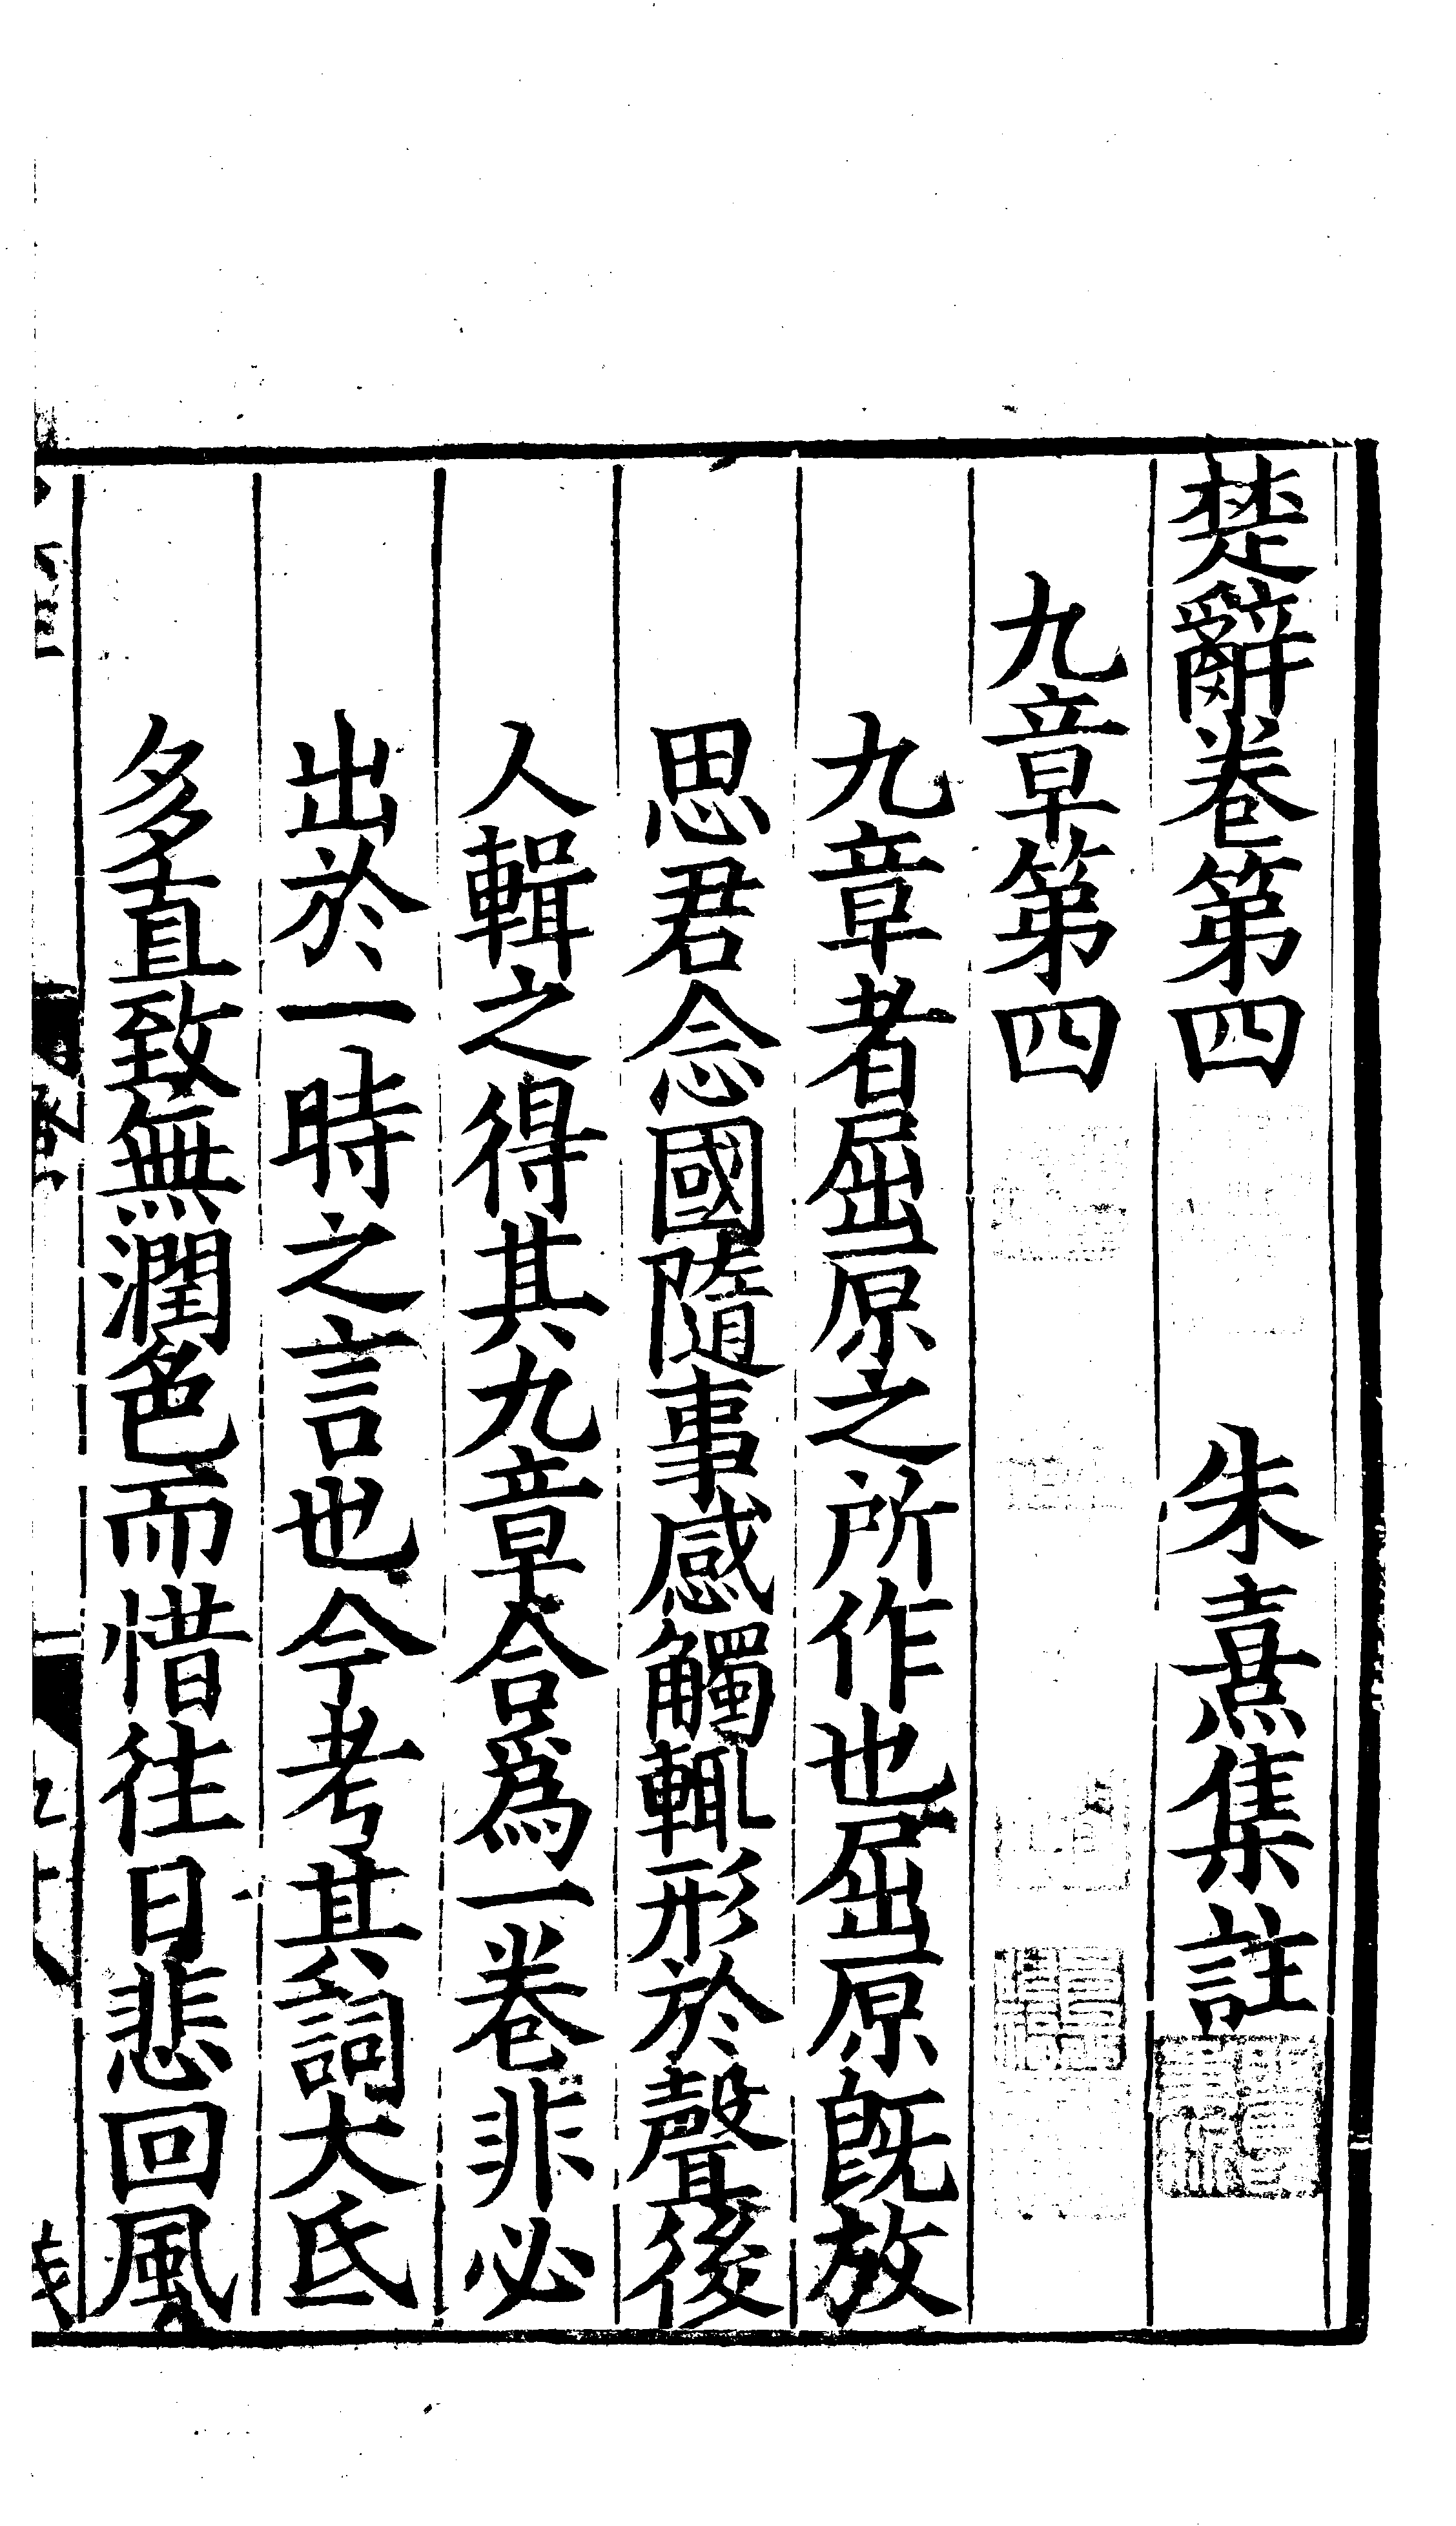 楚辭卷第四　朱熹集註
九章第四
九章者屈原之所作也屈原旣放
思君念國隨事感觸輒形於聲後
人輯之得其九章合爲一卷非必
出於一時之言也今考其詞大氐
多直致無潤色而惜往日悲回風